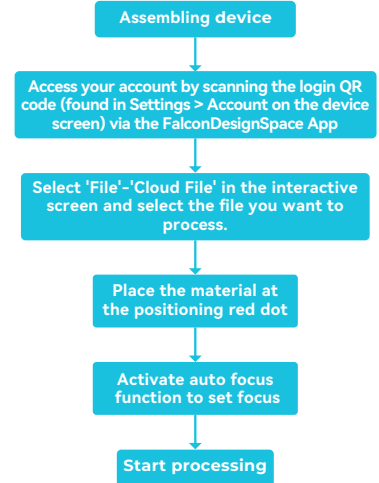 Assembling device
Access your account by scanning the login QR
code (found in Settings > Account on the device
screen) via the FalconDesignSpace App
Select 'File'-'Cloud File' in the interactive
screen and select the file you want to
process.
Place the material at
the positioning red dot
Activate auto focus
function to set focus
Start processing